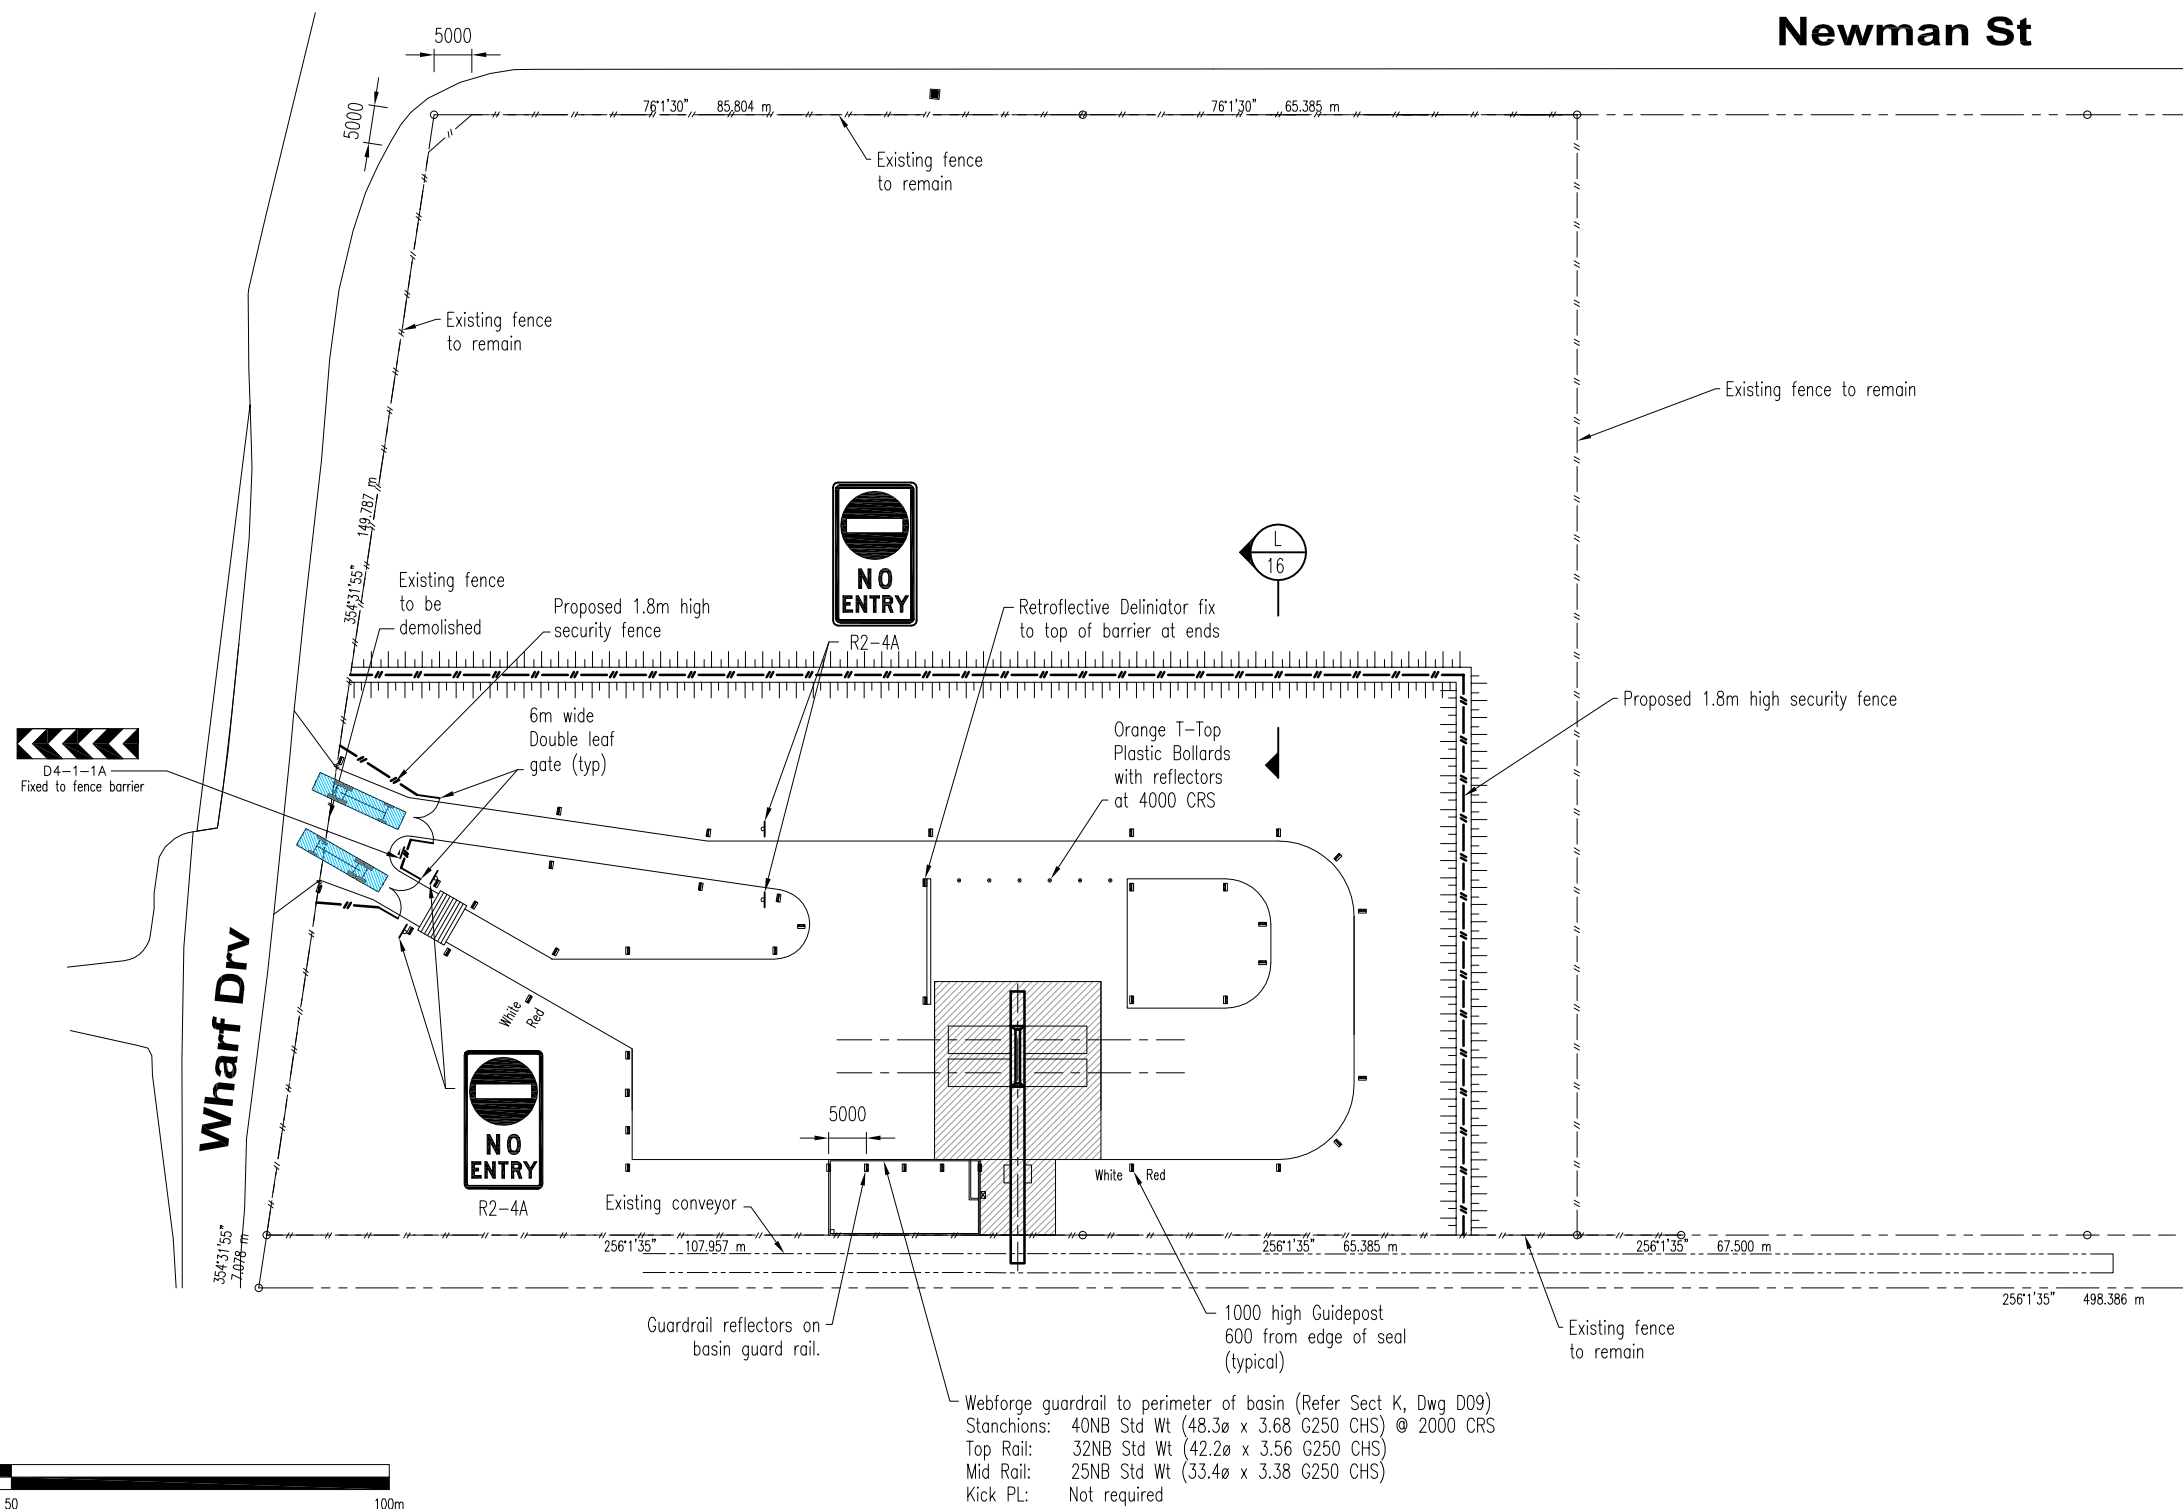 Newman St
5000
5000
76°1'30" 85.804 m
76°1'30" 65.385 m
Existing fence
to remain
Existing fence
to remain
Existing fence to remain
354°31'55" 149.787 m
L
16
NO
ENTRY
R2-4A
Existing fence
to be
demolished
Proposed 1.8m high
security fence
Retroflective Deliniator fix
to top of barrier at ends
Proposed 1.8m high security fence
6m wide
Double leaf
gate (typ)
Orange T-Top
Plastic Bollards
with reflectors
at 4000 CRS
D4-1-1A
Fixed to fence barrier
Wharf Drv
White
Red
NO
ENTRY
R2-4A
5000
White Red
Existing conveyor
354°31'55"
7.078 m
256°1'35" 107.957 m
256°1'35" 65.385 m
256°1'35" 67.500 m
256°1'35" 498.386 m
Guardrail reflectors on
basin guard rail.
1000 high Guidepost
600 from edge of seal
(typical)
Existing fence
to remain
Webforge guardrail to perimeter of basin (Refer Sect K, Dwg D09)
Stanchions: 40NB Std Wt (48.3ø x 3.68 G250 CHS) @ 2000 CRS
Top Rail: 32NB Std Wt (42.2ø x 3.56 G250 CHS)
Mid Rail: 25NB Std Wt (33.4ø x 3.38 G250 CHS)
Kick PL: Not required
50 100m